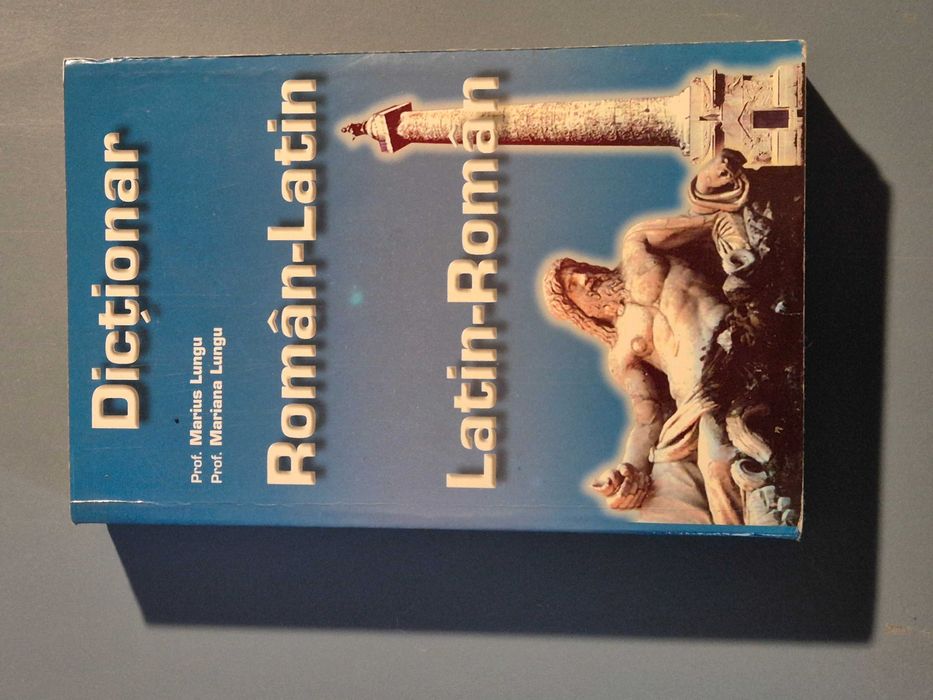 Dicționar
Prof. Marius Lungu
Prof. Mariana Lungu
Român-Latin
Latin-Român